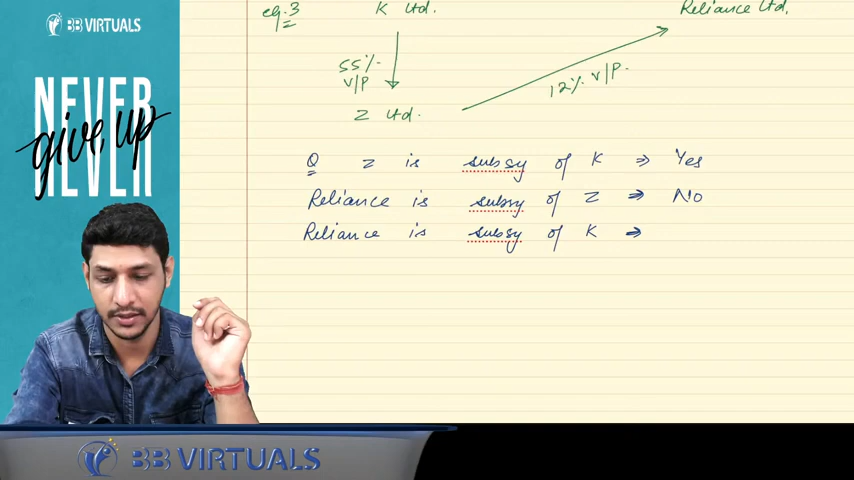 BB VIRTUALS
eg.3 K Ltd. Reliance Ltd.
55%
V/P
12% V/P.
Z Ltd.
NEVER
give up
NEVER
Q Z is subsy of K ⇒ Yes
Reliance is subsy of Z ⇒ No
Reliance is subsy of K ⇒
BB VIRTUALS